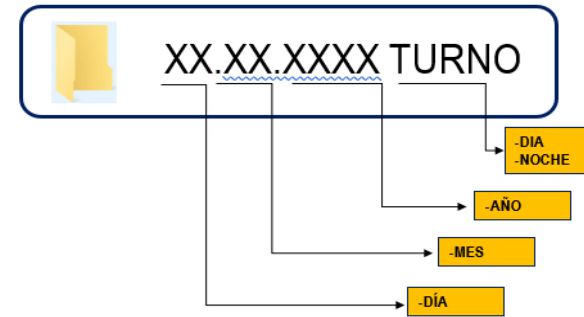 XX.XX.XXXX TURNO
-DIA
-NOCHE
-AÑO
-MES
-DÍA